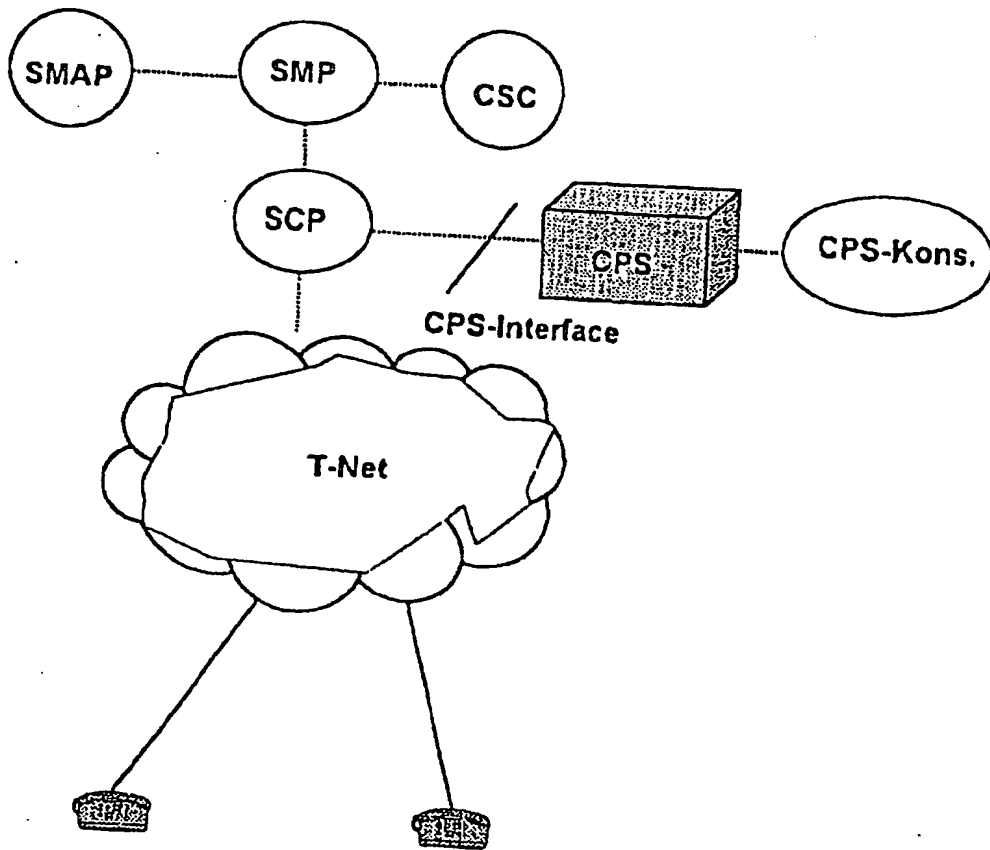 SMAP
SMP
CSC
SCP
CPS
CPS-Kons.
CPS-Interface
T-Net